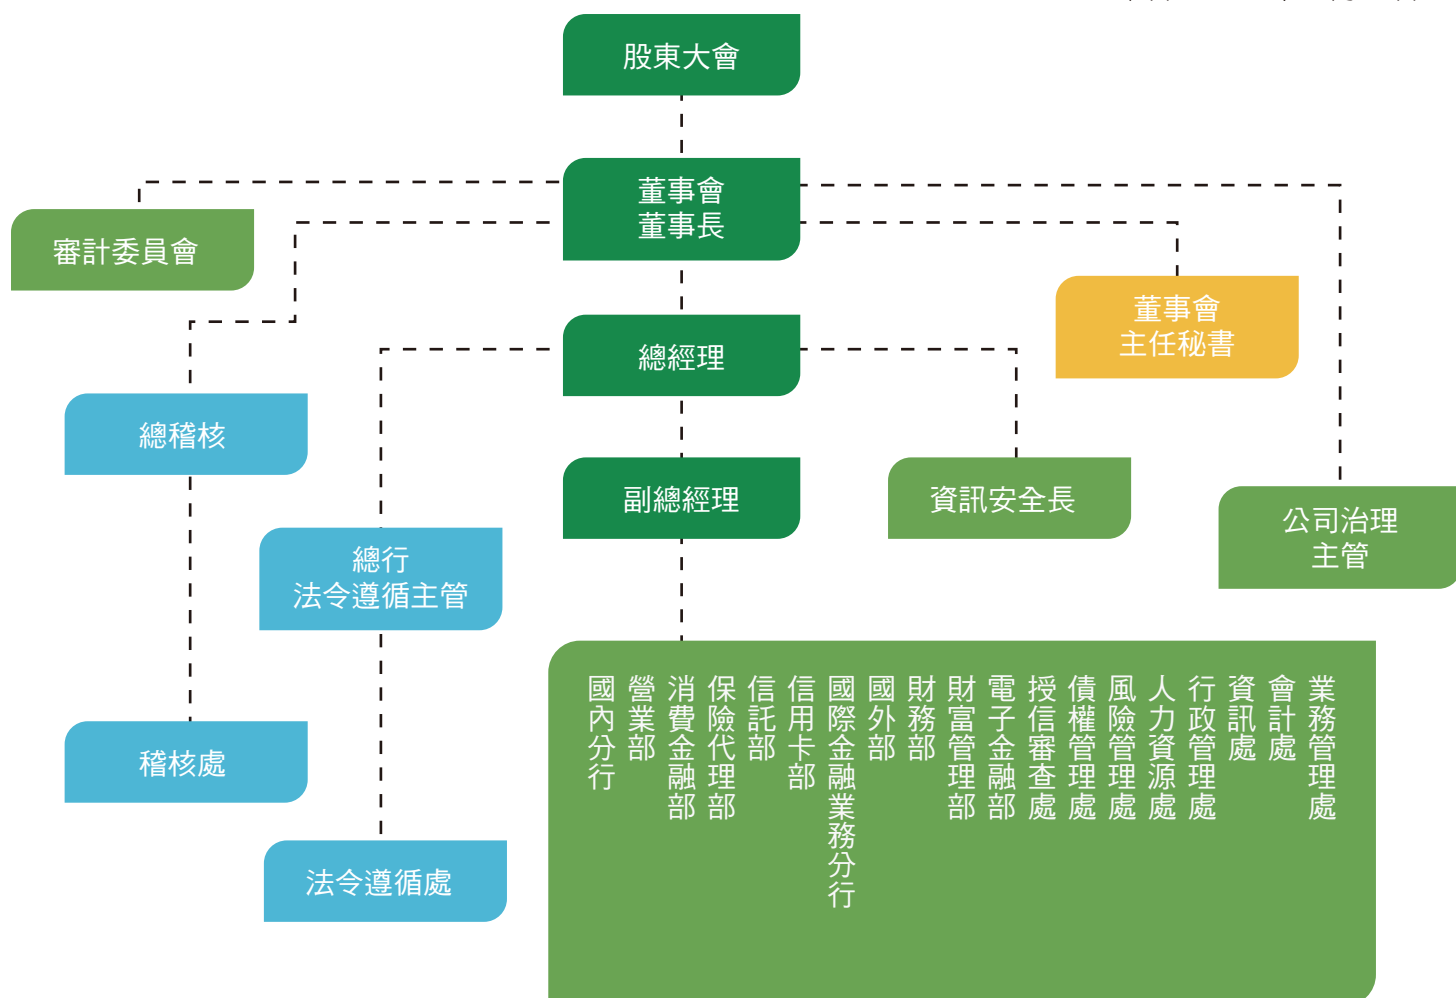 股東大會
董事會
董事長
審計委員會
董事會
主任秘書
總經理
總稽核
副總經理
資訊安全長
公司治理
主管
總行
法令遵循主管
稽核處
法令遵循處
國內分行
營業部
消費金融部
保險代理部
信託部
信用卡部
國際金融業務分行
國外部
財務部
財富管理部
電子金融部
授信審查處
債權管理處
風險管理處
人力資源處
行政管理處
資訊處
會計處
業務管理處